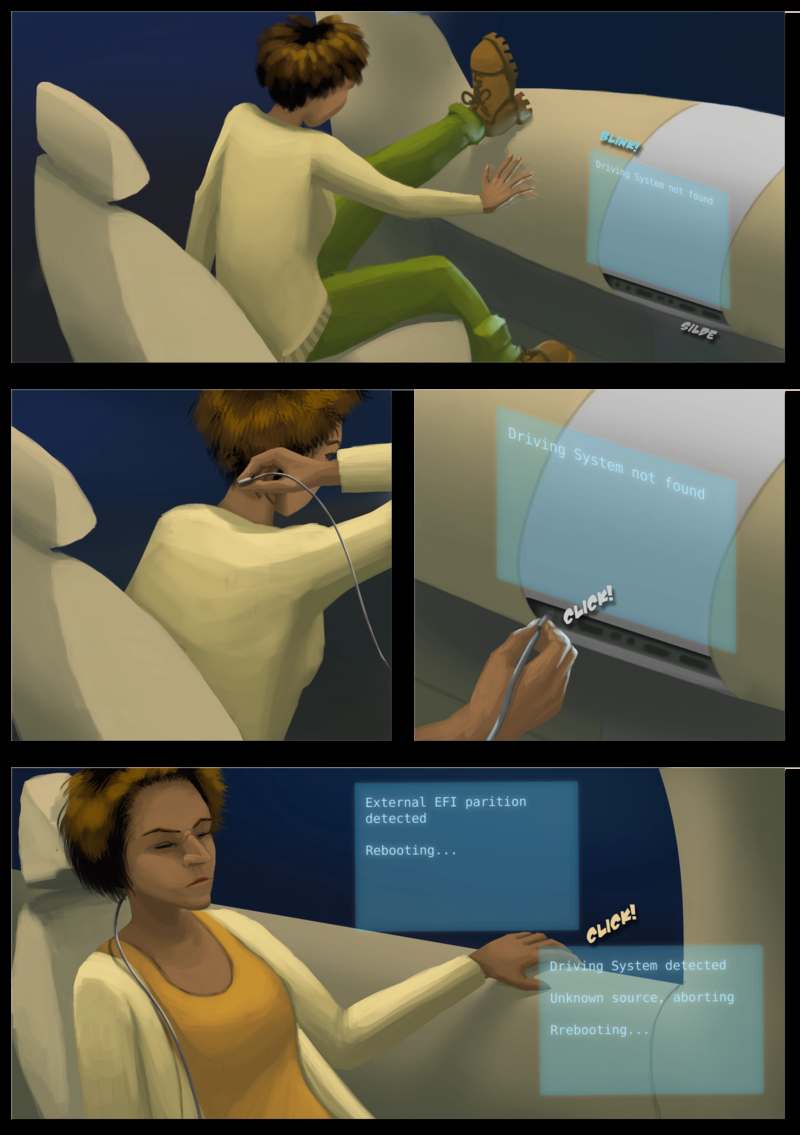 BLINK!
Driving System not found
SILDE
Driving System not found
CLICK!
External EFI parition
detected
Rebooting...
CLICK!
Driving System detected
Unknown source, aborting
Rrebooting...